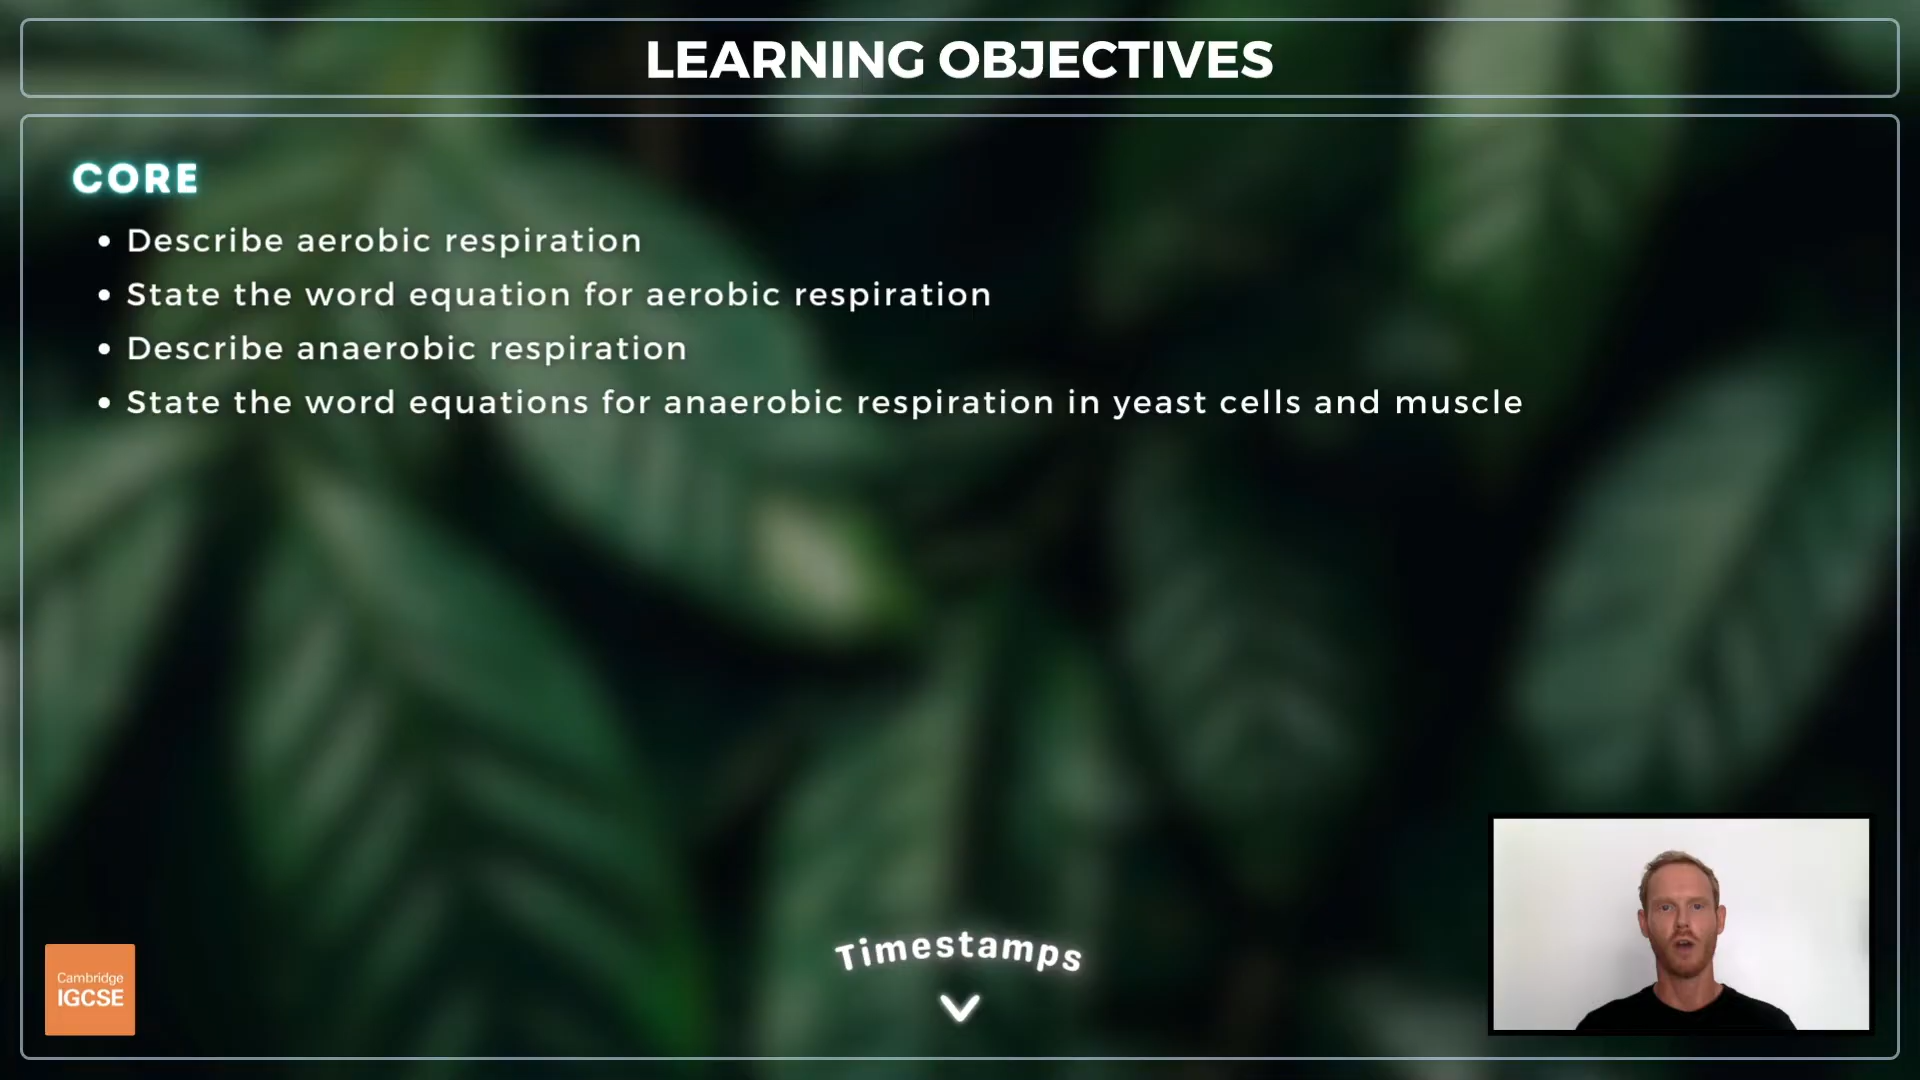 LEARNING OBJECTIVES
CORE
• Describe aerobic respiration
• State the word equation for aerobic respiration
• Describe anaerobic respiration
• State the word equations for anaerobic respiration in yeast cells and muscle
Timestamps
Cambridge
IGCSE